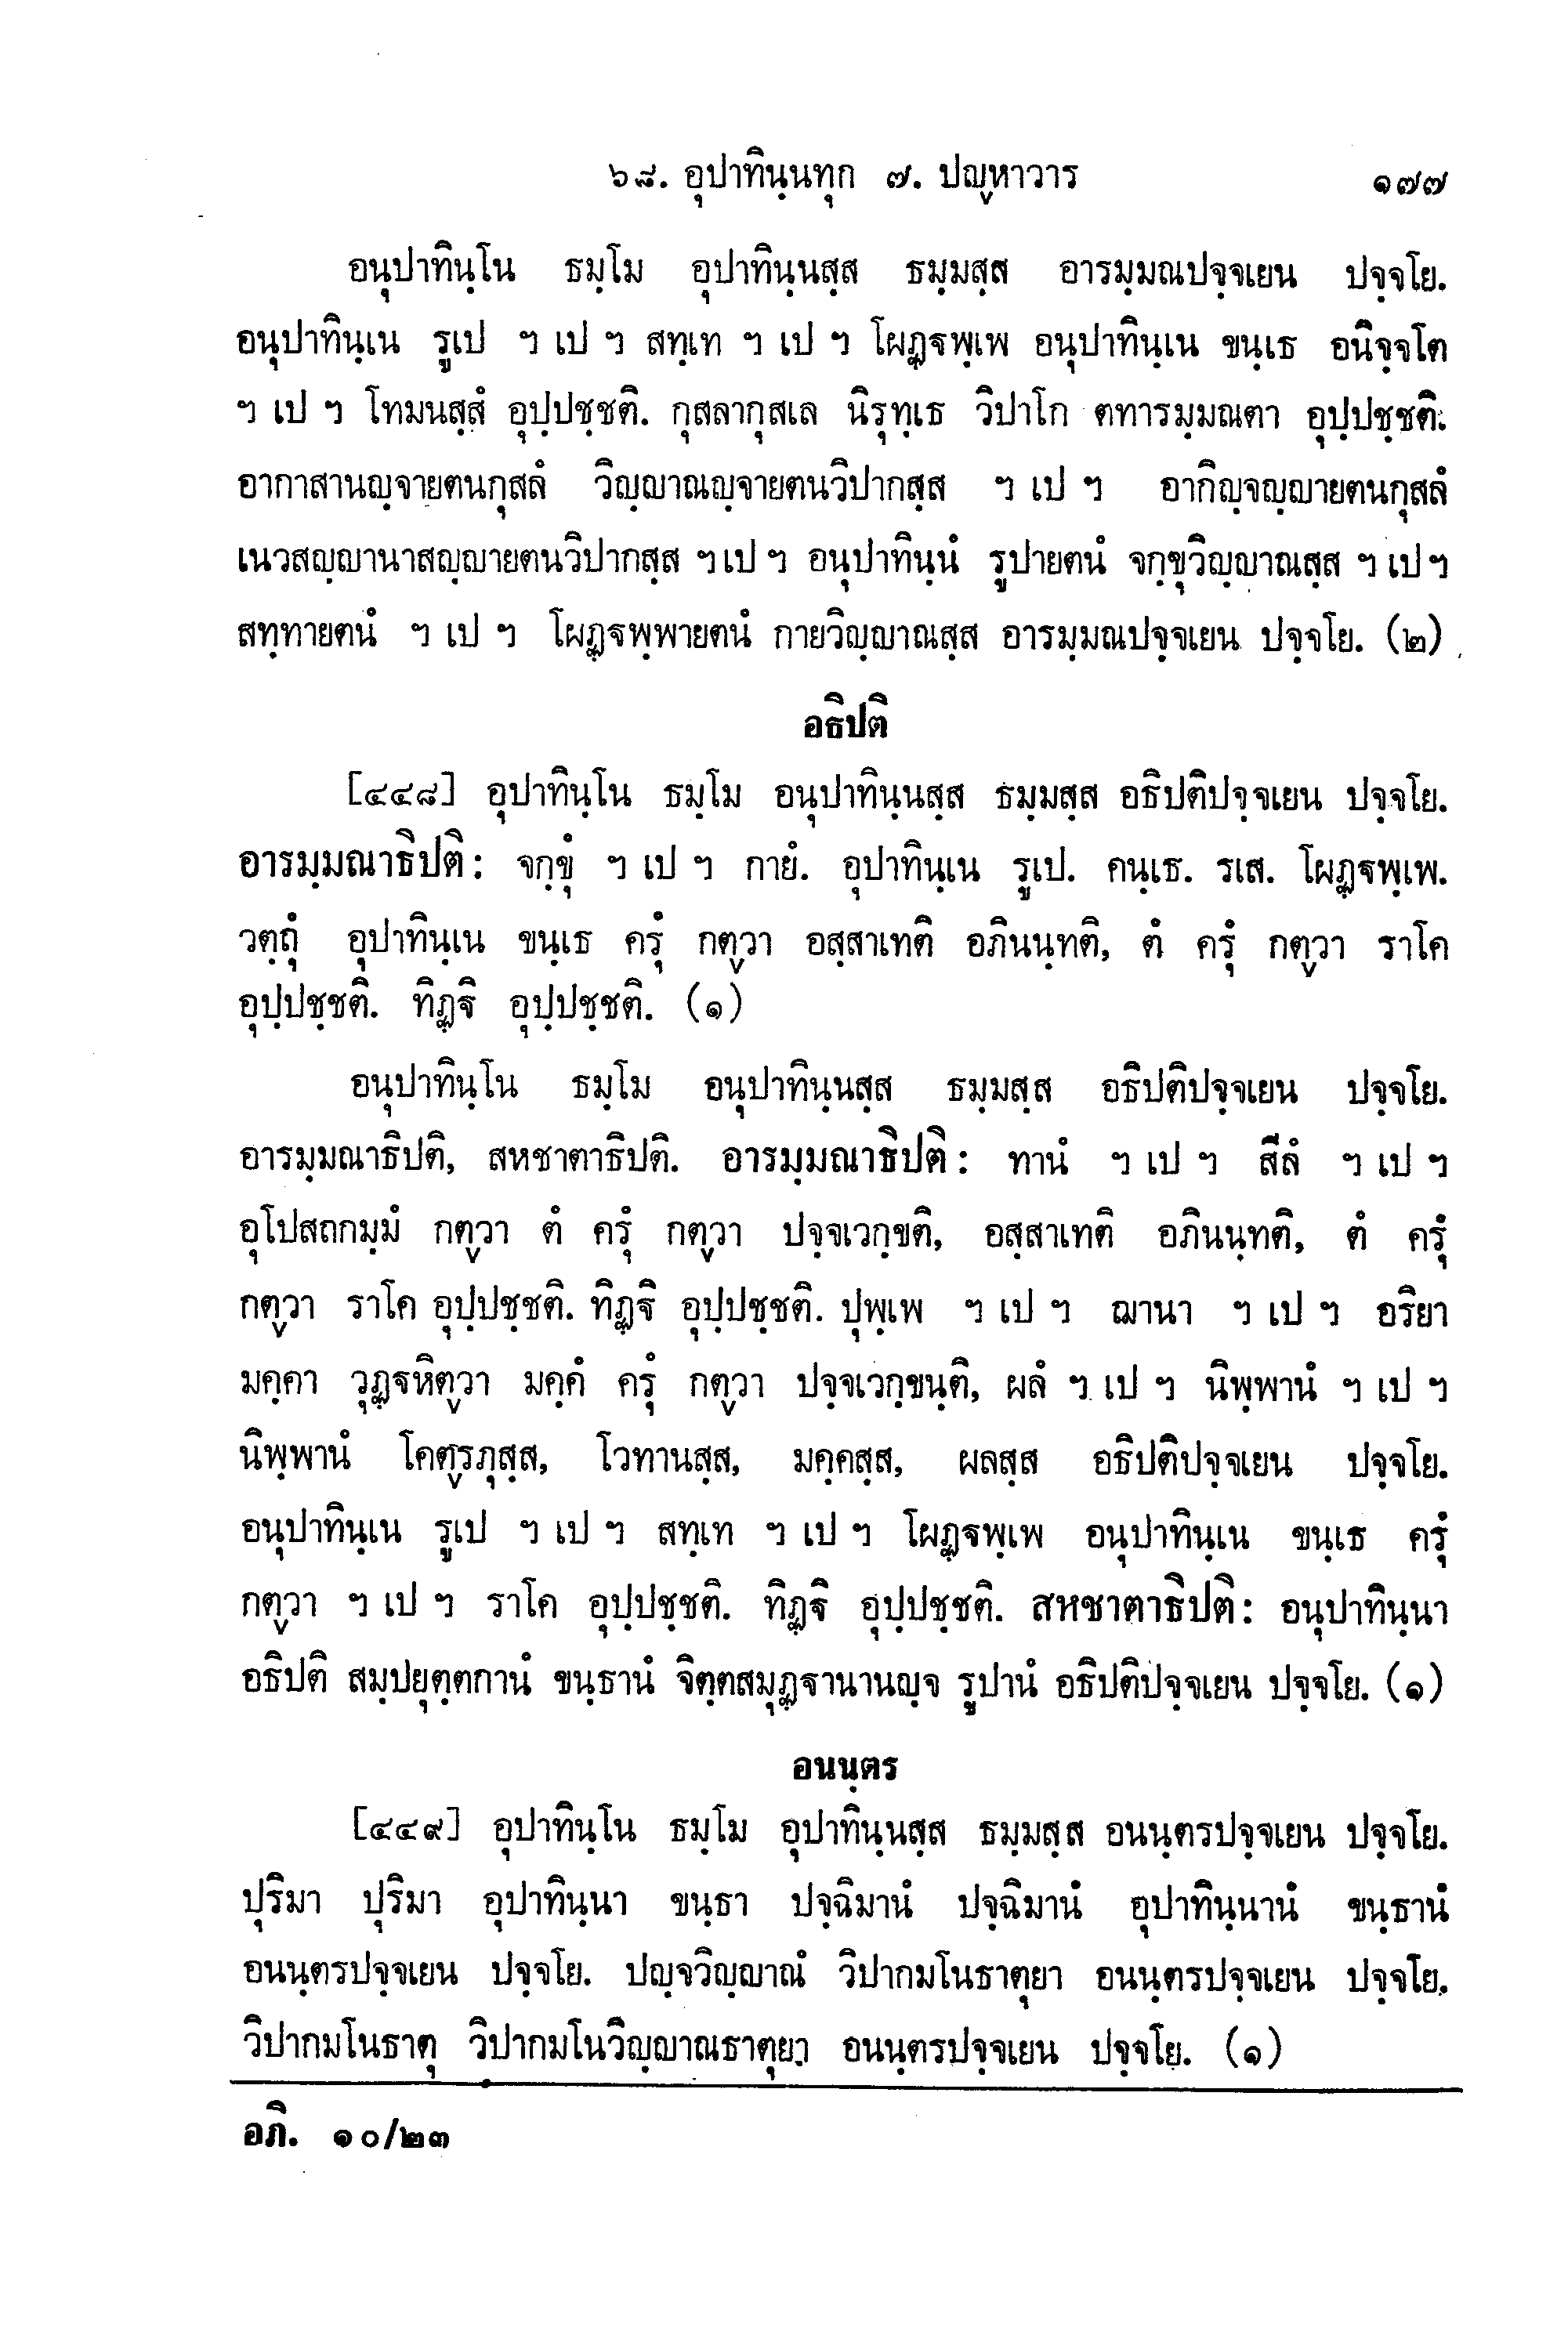 ๖๘. อุปาทินฺนทุก ๗. ปญฺหาวาร ๑๗๗
อนุปาทินฺโน ธมฺโม อุปาทินฺนสฺส ธมฺมสฺส อารมฺมณปจฺจเยน ปจฺจโย.
อนุปาทินฺเน รูเป ฯ เป ฯ สทฺเท ฯ เป ฯ โผฏฺฐพฺเพ อนุปาทินฺเน ขนฺเธ อนิจฺจโต
ฯ เป ฯ โทมนสฺสํ อุปฺปชฺชติ. กุสลากุสเล นิรุทฺเธ วิปาโก ตทารมฺมณตา อุปฺปชฺชติ.
อากาสานญฺจายตนกุสลํ วิญฺญาณญฺจายตนวิปากสฺส ฯ เป ฯ อากิญฺจญฺญายตนกุสลํ
เนวสญฺญานาสญฺญายตนวิปากสฺส ฯ เป ฯ อนุปาทินฺนํ รูปายตนํ จกฺขุวิญฺญาณสฺส ฯ เป ฯ
สทฺทายตนํ ฯ เป ฯ โผฏฺฐพฺพายตนํ กายวิญฺญาณสฺส อารมฺมณปจฺจเยน ปจฺจโย. (๒)
อธิปติ
[๔๔๘] อุปาทินฺโน ธมฺโม อนุปาทินฺนสฺส ธมฺมสฺส อธิปติปจฺจเยน ปจฺจโย.
อารมฺมณาธิปติ: จกฺขุํ ฯ เป ฯ กายํ. อุปาทินฺเน รูเป. คนฺเธ. รเส. โผฏฺฐพฺเพ.
วตฺถุํ อุปาทินฺเน ขนฺเธ ครุํ กตฺวา อสฺสาเทติ อภินนฺทติ, ตํ ครุํ กตฺวา ราโค
อุปฺปชฺชติ. ทิฏฺฐิ อุปฺปชฺชติ. (๑)
อนุปาทินฺโน ธมฺโม อนุปาทินฺนสฺส ธมฺมสฺส อธิปติปจฺจเยน ปจฺจโย.
อารมฺมณาธิปติ, สหชาตาธิปติ. อารมฺมณาธิปติ: ทานํ ฯ เป ฯ สีลํ ฯ เป ฯ
อุโปสถกมฺมํ กตฺวา ตํ ครุํ กตฺวา ปจฺจเวกฺขติ, อสฺสาเทติ อภินนฺทติ, ตํ ครุํ
กตฺวา ราโค อุปฺปชฺชติ. ทิฏฺฐิ อุปฺปชฺชติ. ปุพฺเพ ฯ เป ฯ ฌานา ฯ เป ฯ อริยา
มคฺคา วุฏฺฐหิตฺวา มคฺคํ ครุํ กตฺวา ปจฺจเวกฺขนฺติ, ผลํ ฯ เป ฯ นิพฺพานํ ฯ เป ฯ
นิพฺพานํ โคตฺรภุสฺส, โวทานสฺส, มคฺคสฺส, ผลสฺส อธิปติปจฺจเยน ปจฺจโย.
อนุปาทินฺเน รูเป ฯ เป ฯ สทฺเท ฯ เป ฯ โผฏฺฐพฺเพ อนุปาทินฺเน ขนฺเธ ครุํ
กตฺวา ฯ เป ฯ ราโค อุปฺปชฺชติ. ทิฏฺฐิ อุปฺปชฺชติ. สหชาตาธิปติ: อนุปาทินฺนา
อธิปติ สมฺปยุตฺตกานํ ขนฺธานํ จิตฺตสมุฏฺฐานานญฺจ รูปานํ อธิปติปจฺจเยน ปจฺจโย. (๑)
อนนฺตร
[๔๔๙] อุปาทินฺโน ธมฺโม อุปาทินฺนสฺส ธมฺมสฺส อนนฺตรปจฺจเยน ปจฺจโย.
ปุริมา ปุริมา อุปาทินฺนา ขนฺธา ปจฺฉิมานํ ปจฺฉิมานํ อุปาทินฺนานํ ขนฺธานํ
อนนฺตรปจฺจเยน ปจฺจโย. ปญฺจวิญฺญาณํ วิปากมโนธาตุยา อนนฺตรปจฺจเยน ปจฺจโย.
วิปากมโนธาตุ วิปากมโนวิญฺญาณธาตุยา อนนฺตรปจฺจเยน ปจฺจโย. (๑)
อภิ. ๑๐/๒๓